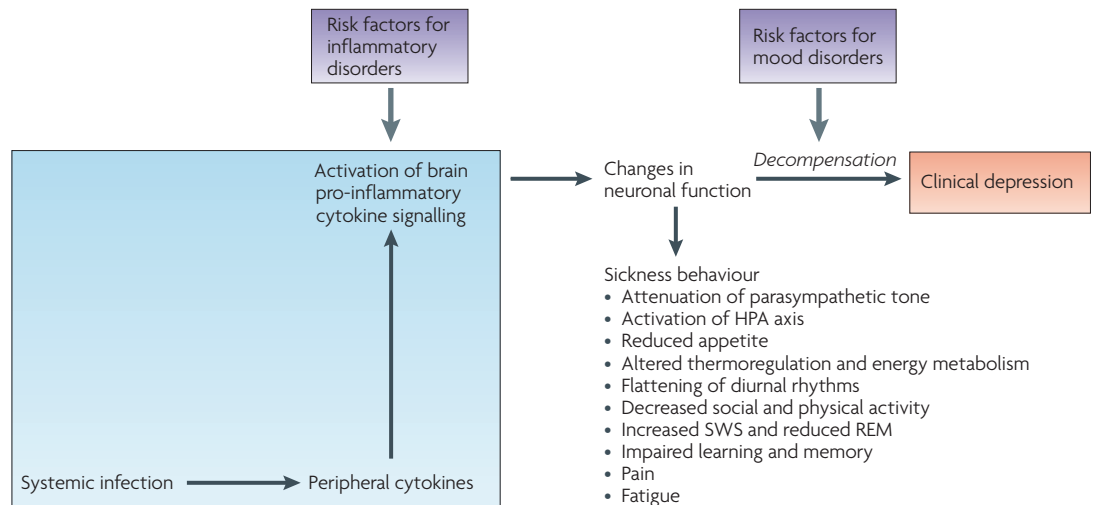 Risk factors for
inflammatory
disorders
Risk factors for
mood disorders
Activation of brain
pro-inflammatory
cytokine signalling
Changes in
neuronal function
Decompensation
Clinical depression
Sickness behaviour
• Attenuation of parasympathetic tone
• Activation of HPA axis
• Reduced appetite
• Altered thermoregulation and energy metabolism
• Flattening of diurnal rhythms
• Decreased social and physical activity
• Increased SWS and reduced REM
• Impaired learning and memory
• Pain
• Fatigue
Systemic infection
Peripheral cytokines